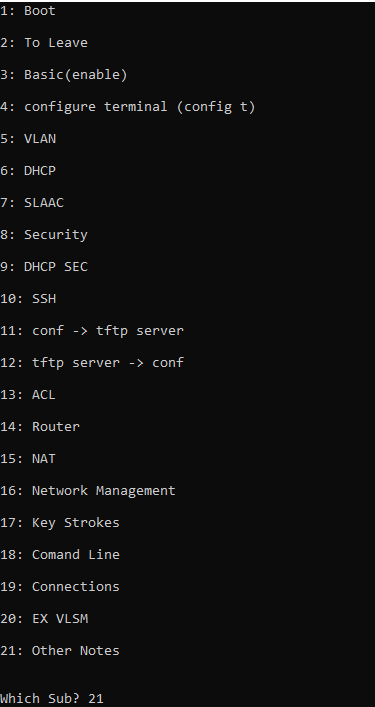 1: Boot
2: To Leave
3: Basic(enable)
4: configure terminal (config t)
5: VLAN
6: DHCP
7: SLAAC
8: Security
9: DHCP SEC
10: SSH
11: conf -> tftp server
12: tftp server -> conf
13: ACL
14: Router
15: NAT
16: Network Management
17: Key Strokes
18: Comand Line
19: Connections
20: EX VLSM
21: Other Notes
Which Sub? 21